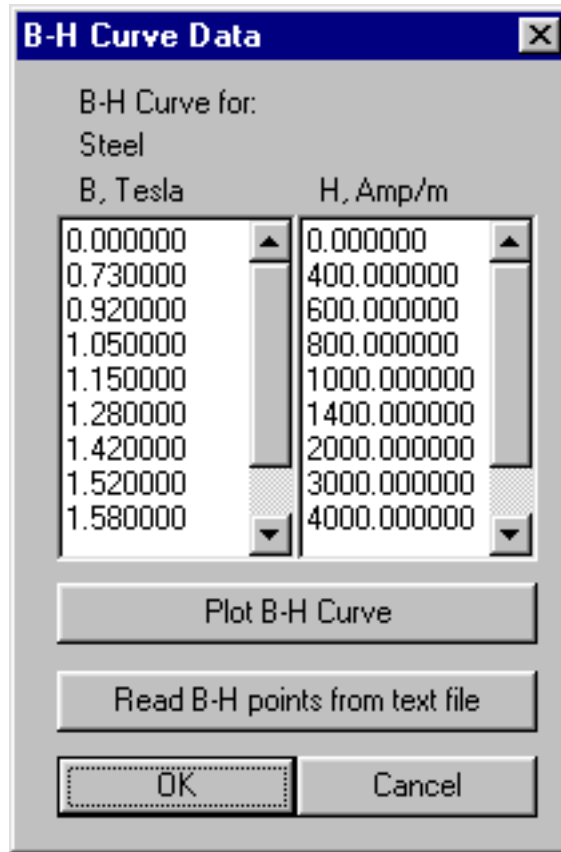 B-H Curve Data
B-H Curve for:
Steel
B, Tesla H, Amp/m
0.000000 0.000000
0.730000 400.000000
0.920000 600.000000
1.050000 800.000000
1.150000 1000.000000
1.280000 1400.000000
1.420000 2000.000000
1.520000 3000.000000
1.580000 4000.000000
Plot B-H Curve
Read B-H points from text file
OK Cancel